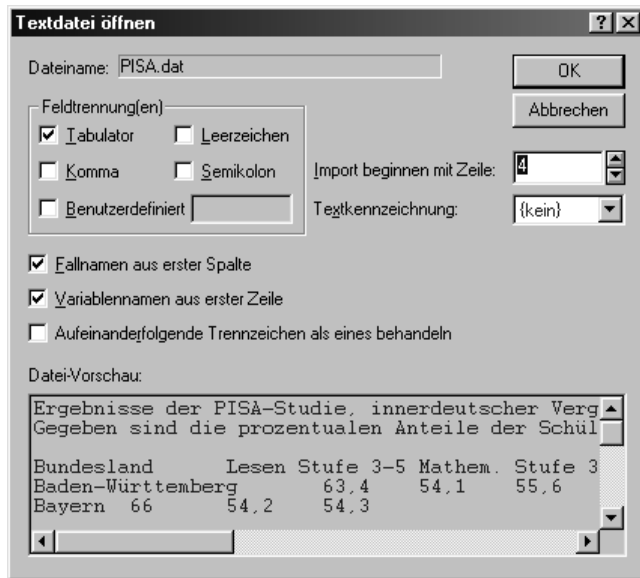 Textdatei öffnen
Dateiname: PISA.dat
OK
Abbrechen
Feldtrennung(en)
Tabulator Leerzeichen
Komma Semikolon
Benutzerdefiniert
Import beginnen mit Zeile: 4
Textkennzeichnung: {kein}
Fallnamen aus erster Spalte
Variablennamen aus erster Zeile
Aufeinanderfolgende Trennzeichen als eines behandeln
Datei-Vorschau:
Ergebnisse der PISA-Studie, innerdeutscher Verg
Gegeben sind die prozentualen Anteile der Schül
Bundesland Lesen Stufe 3-5 Mathem. Stufe 3
Baden-Württemberg 63,4 54,1 55,6
Bayern 66 54,2 54,3